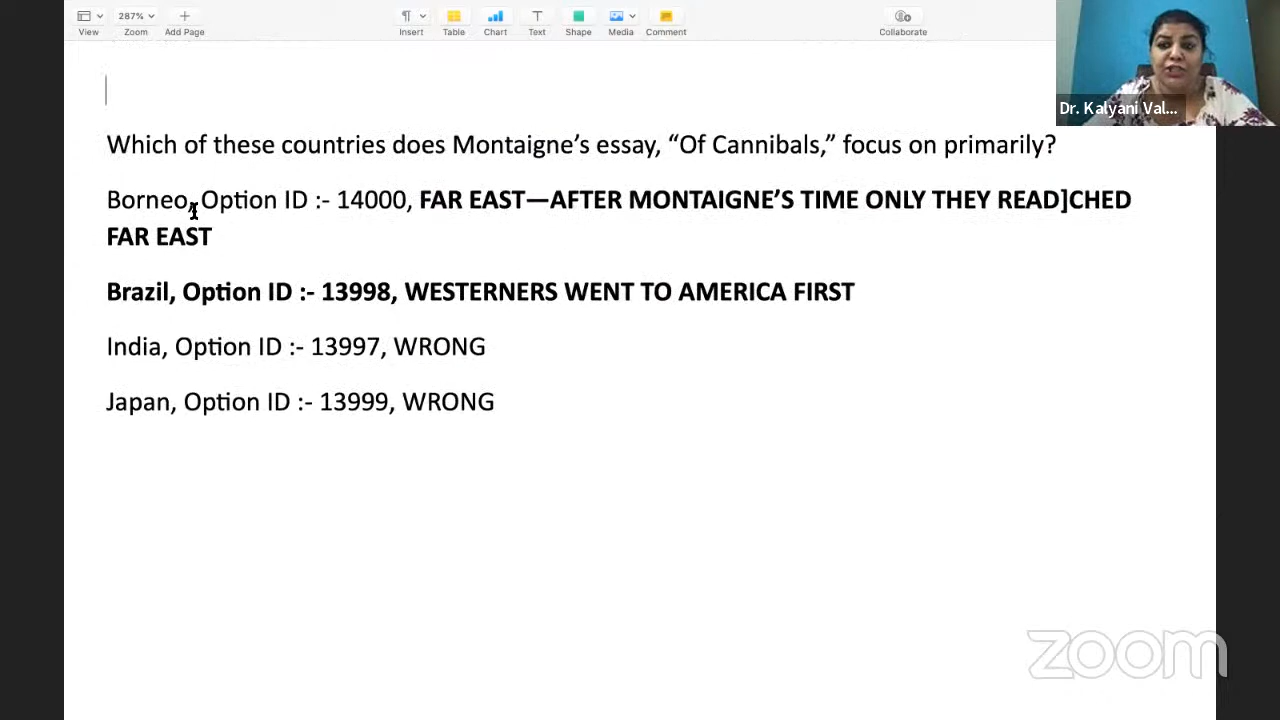 View
287%
Zoom
Add Page
Insert
Table
Chart
Text
Shape
Media
Comment
Collaborate
Dr. Kalyani Val...
Which of these countries does Montaigne’s essay, “Of Cannibals,” focus on primarily?
Borneo, Option ID :- 14000, FAR EAST—AFTER MONTAIGNE’S TIME ONLY THEY READ]CHED
FAR EAST
Brazil, Option ID :- 13998, WESTERNERS WENT TO AMERICA FIRST
India, Option ID :- 13997, WRONG
Japan, Option ID :- 13999, WRONG
zoom